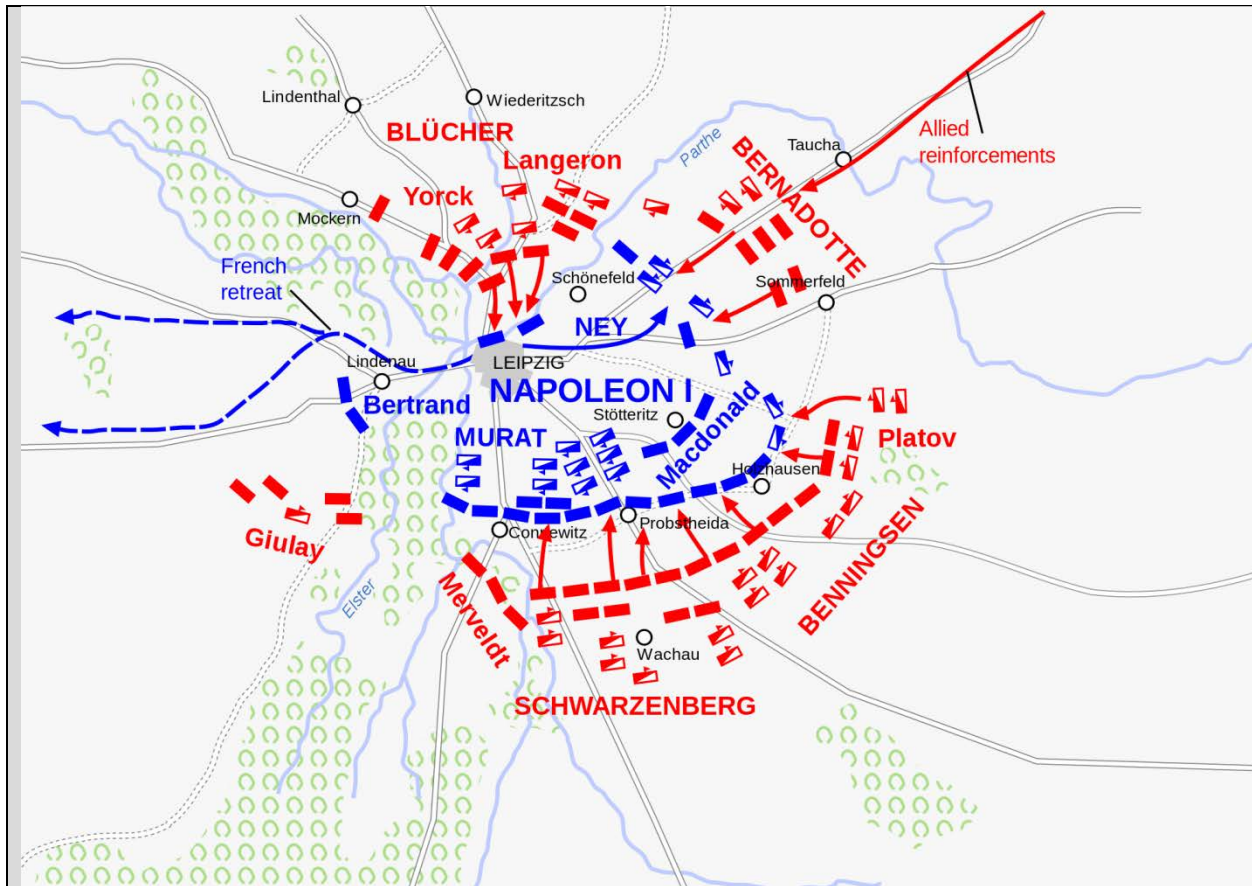 Lindenthal
Wiederitzsch
BLÜCHER
Langeron
Yorck
Mockern
Parthe
Taucha
Allied
reinforcements
BERNADOTTE
Sommerfeld
Schönefeld
French
retreat
NEY
LEIPZIG
Lindenau
NAPOLEON I
Bertrand
Stötteritz
Macdonald
MURAT
Platov
Holzhausen
Probstheida
Connewitz
Giulay
Elster
Merveldt
BENNINGSEN
Wachau
SCHWARZENBERG